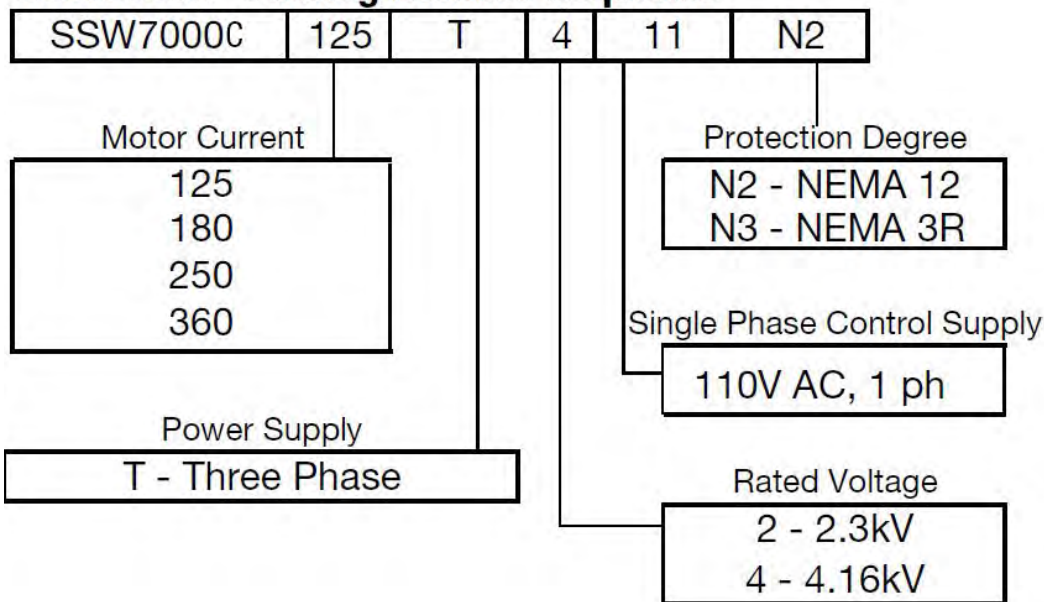 SSW7000C 125 T 4 11 N2
Motor Current
125
180
250
360
Power Supply
T - Three Phase
Protection Degree
N2 - NEMA 12
N3 - NEMA 3R
Single Phase Control Supply
110V AC, 1 ph
Rated Voltage
2 - 2.3kV
4 - 4.16kV